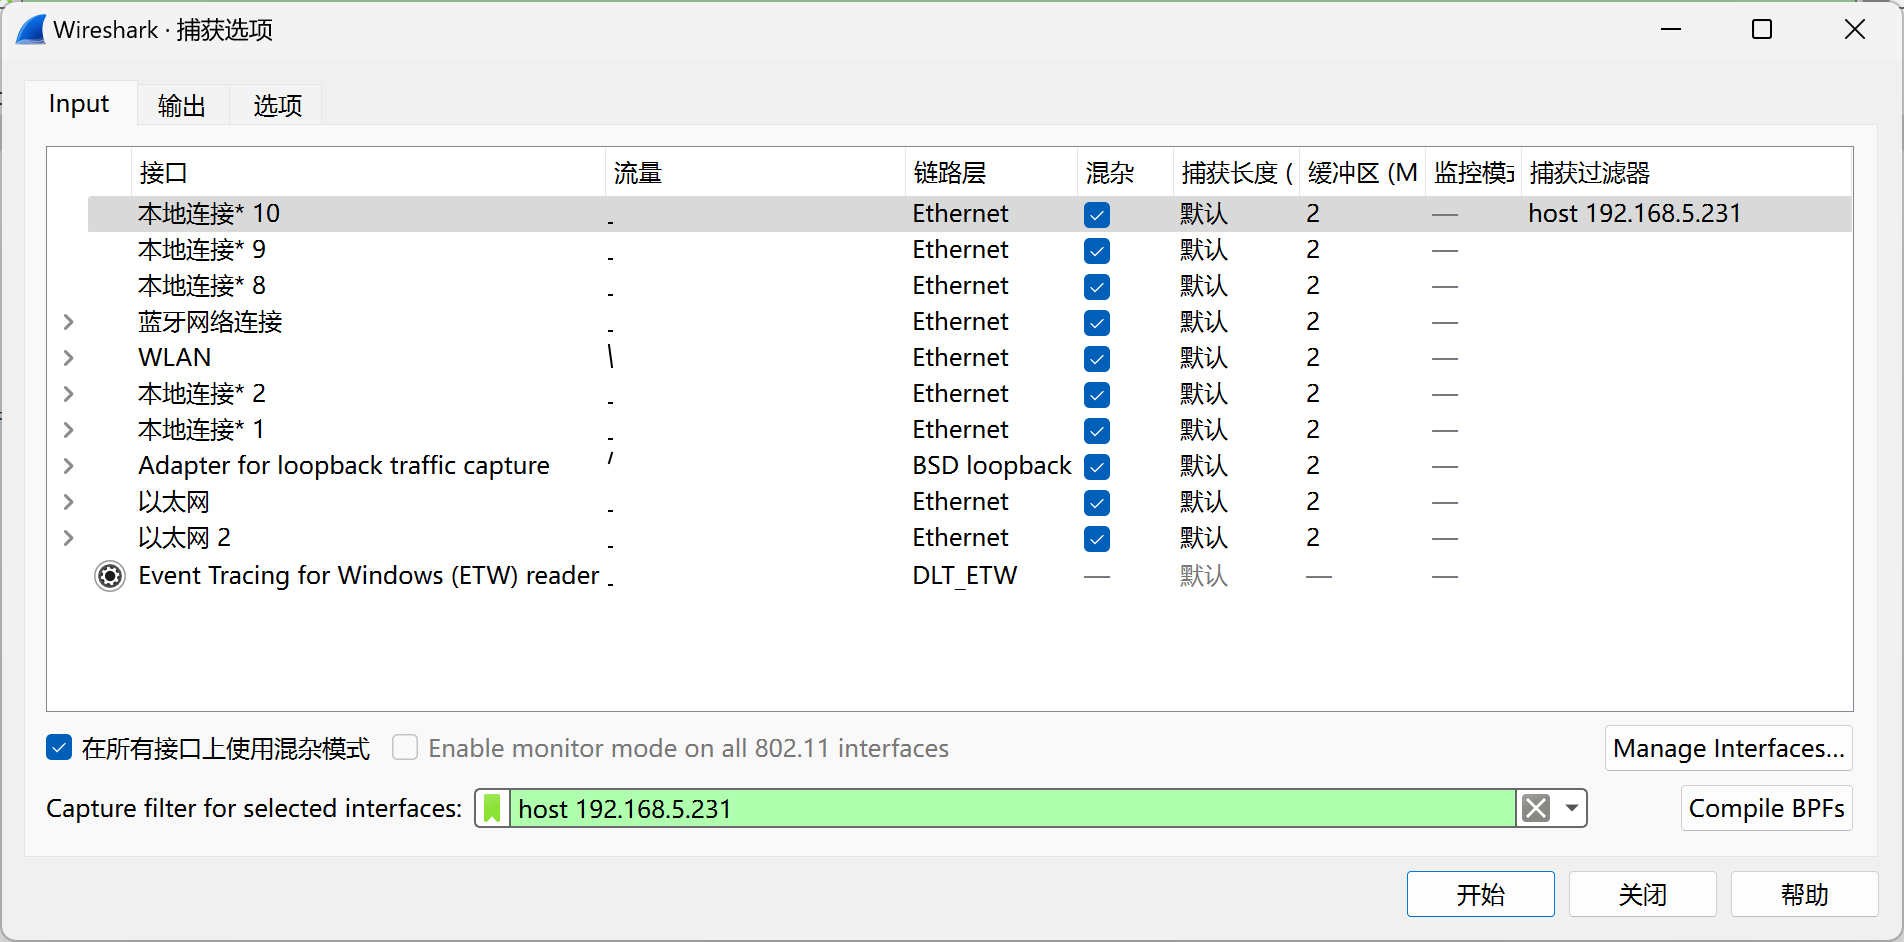 Wireshark · 捕获选项
Input 输出 选项
接口 流量 链路层 混杂 捕获长度 ( 缓冲区 (M 监控模式 捕获过滤器
本地连接* 10 _ Ethernet 默认 2 — host 192.168.5.231
本地连接* 9 _ Ethernet 默认 2 —
本地连接* 8 _ Ethernet 默认 2 —
蓝牙网络连接 _ Ethernet 默认 2 —
WLAN Ethernet 默认 2 —
本地连接* 2 _ Ethernet 默认 2 —
本地连接* 1 _ Ethernet 默认 2 —
Adapter for loopback traffic capture BSD loopback 默认 2 —
以太网 _ Ethernet 默认 2 —
以太网 2 _ Ethernet 默认 2 —
Event Tracing for Windows (ETW) reader _ DLT_ETW — 默认 — —
在所有接口上使用混杂模式 Enable monitor mode on all 802.11 interfaces Manage Interfaces...
Capture filter for selected interfaces: host 192.168.5.231 Compile BPFs
开始 关闭 帮助